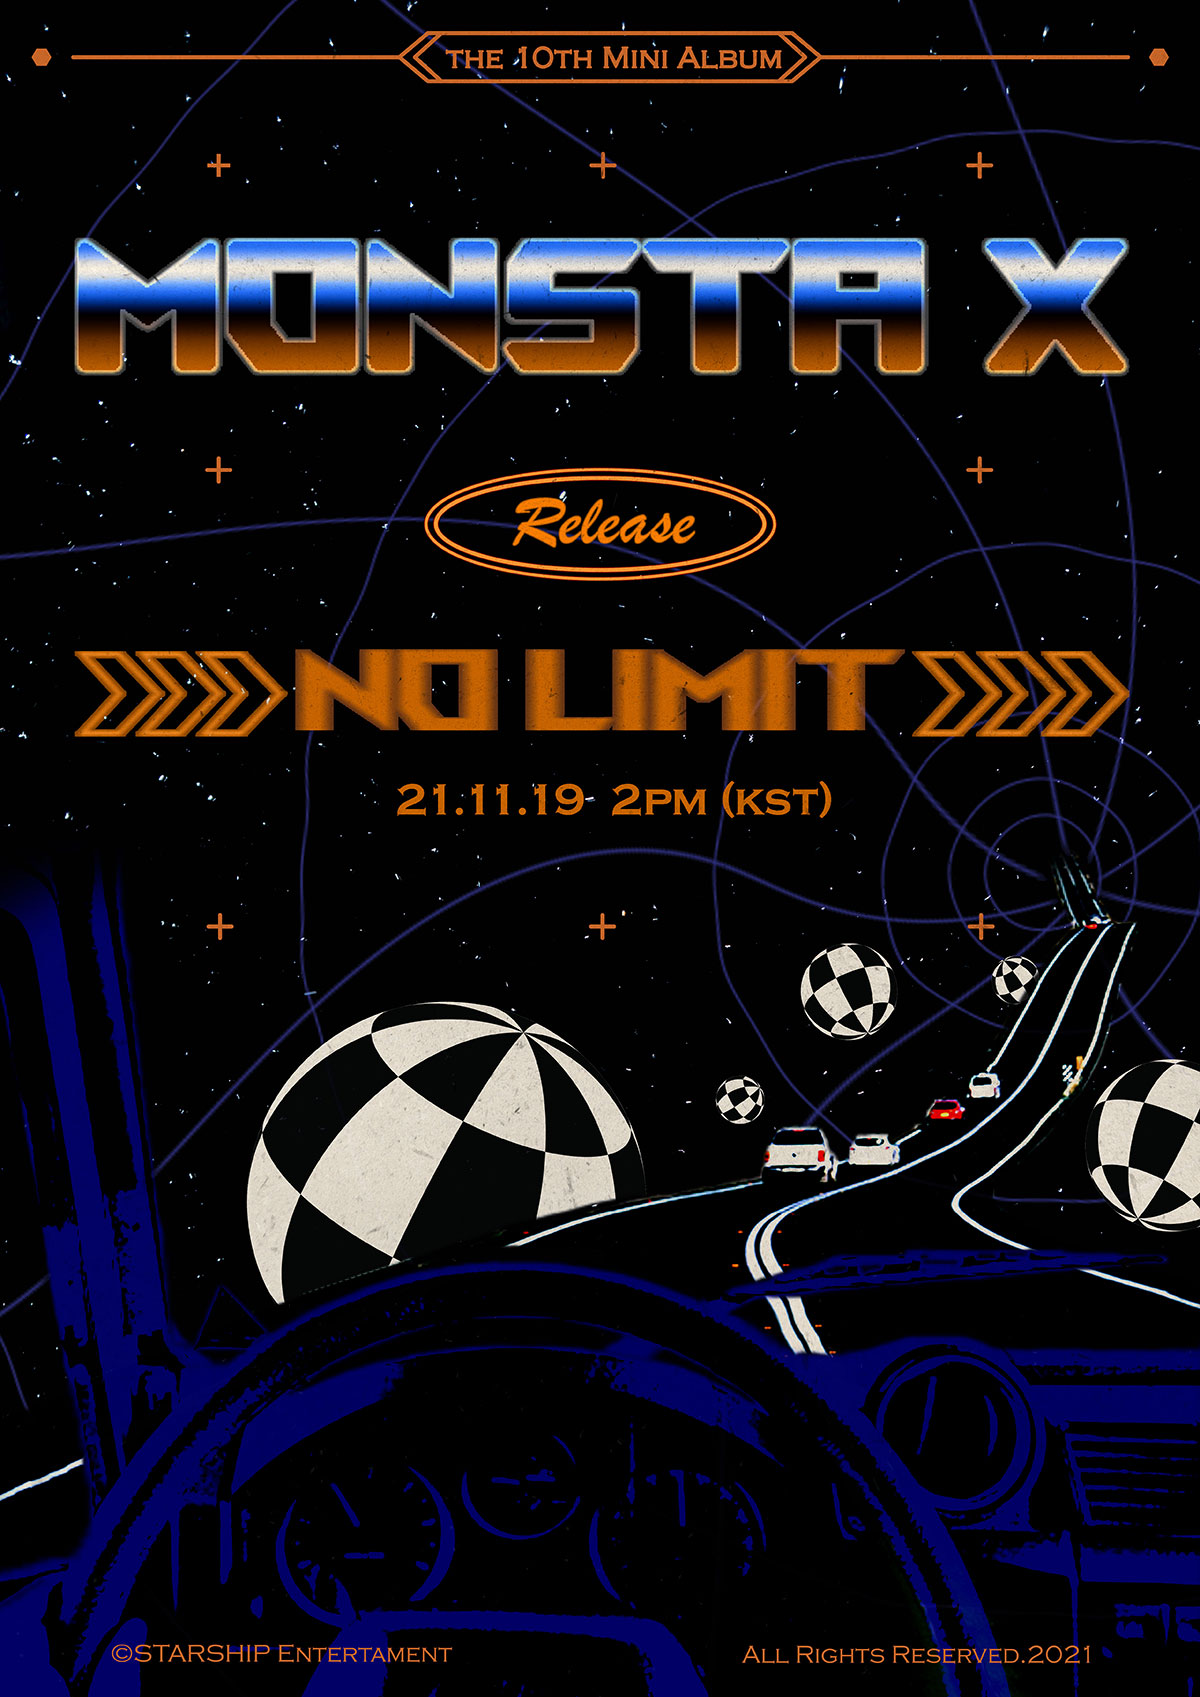 THE 10TH MINI ALBUM
MONSTA X
Release
NO LIMIT
21.11.19 2PM (KST)
©STARSHIP ENTERTAMENT
ALL RIGHTS RESERVED.2021